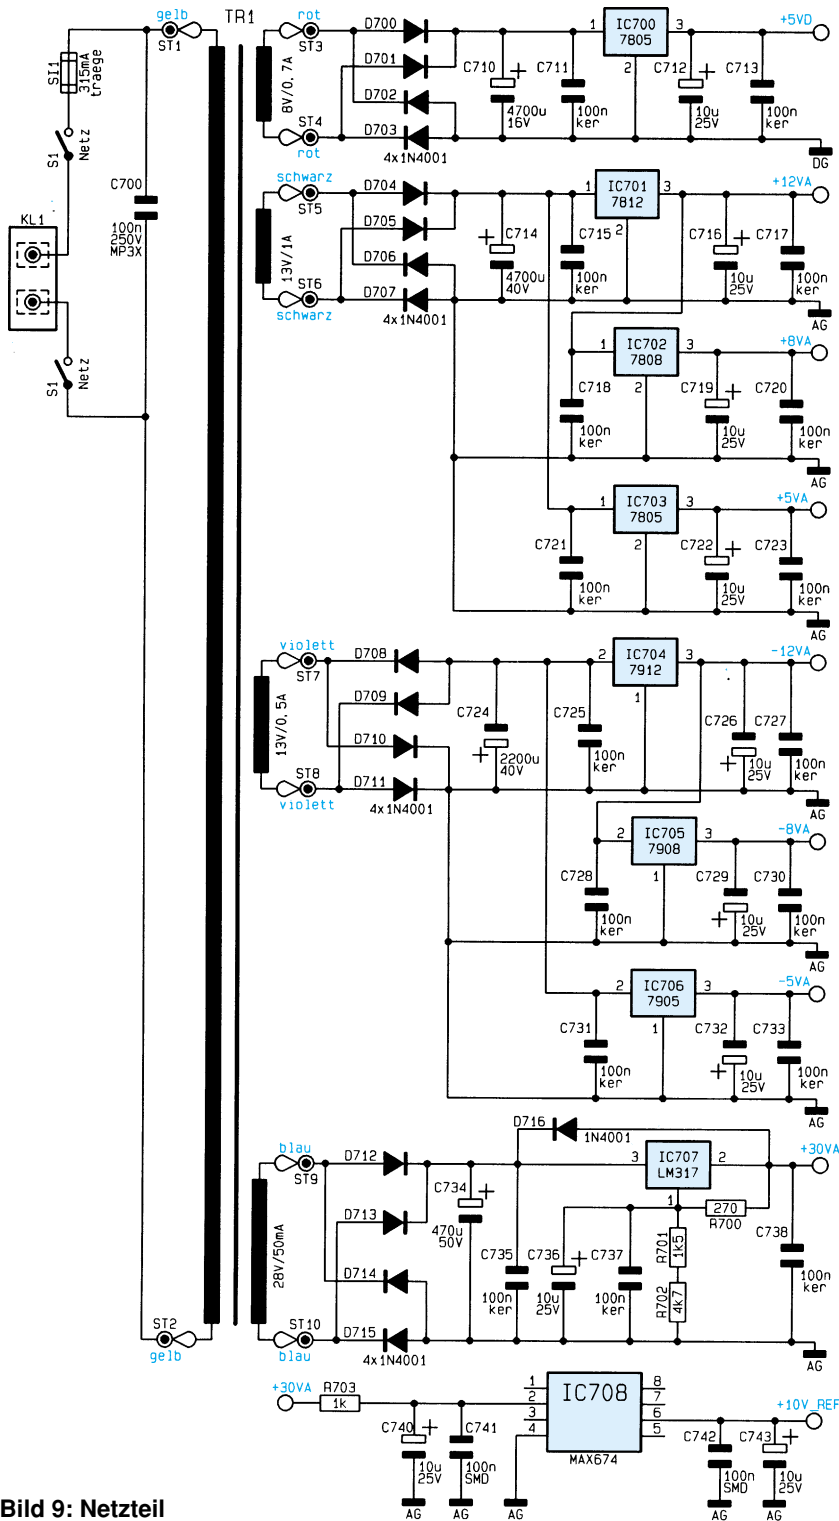 gelb
ST1
TR1
SI1
315mA
traege
S1
Netz
C700
100n
250V
MP3X
KL1
S1
Netz
ST2
gelb
rot
ST3
8V/0,7A
ST4
rot
D700
D701
D702
D703
4x1N4001
C710
+
4700u
16V
C711
100n
ker
1
IC700
7805
3
2
C712
+
10u
25V
C713
100n
ker
+5VD
DG
schwarz
ST5
13V/1A
ST6
schwarz
D704
D705
D706
D707
4x1N4001
+
C714
4700u
40V
C715
100n
ker
1
IC701
7812
3
2
C716
+
10u
25V
C717
100n
ker
+12VA
AG
1
IC702
7808
3
2
C718
100n
ker
C719
+
10u
25V
C720
100n
ker
+8VA
AG
1
IC703
7805
3
2
C721
100n
ker
C722
+
10u
25V
C723
100n
ker
+5VA
AG
violett
ST7
13V/0,5A
ST8
violett
D708
D709
D710
D711
4x1N4001
C724
+
2200u
40V
C725
100n
ker
2
IC704
7912
3
1
C726
+
10u
25V
C727
100n
ker
-12VA
AG
2
IC705
7908
3
1
C728
100n
ker
C729
+
10u
25V
C730
100n
ker
-8VA
AG
2
IC706
7905
3
1
C731
100n
ker
C732
+
10u
25V
C733
100n
ker
-5VA
AG
blau
ST9
28V/50mA
ST10
blau
D712
D713
D714
D715
4x1N4001
D716
1N4001
C734
+
470u
50V
C735
100n
ker
C736
+
10u
25V
C737
100n
ker
3
IC707
LM317
2
1
270
R700
R701
1k5
R702
4k7
C738
100n
ker
+30VA
AG
+30VA
R703
1k
C740
+
10u
25V
AG
C741
100n
SMD
AG
1
2
3
4
IC708
8
7
6
5
MAX674
AG
C742
100n
SMD
AG
C743
+
10u
25V
AG
+10V_REF
Bild 9: Netzteil